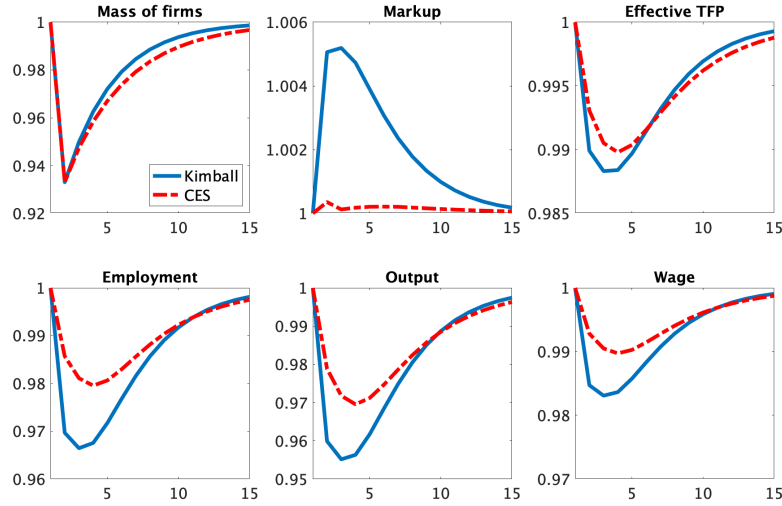 Mass of firms
1
0.98
0.96
0.94
0.92
5 10 15
Kimball
CES
Markup
1.006
1.004
1.002
1
5 10 15
Effective TFP
1
0.995
0.99
0.985
5 10 15
Employment
1
0.99
0.98
0.97
0.96
5 10 15
Output
1
0.99
0.98
0.97
0.96
0.95
5 10 15
Wage
1
0.99
0.98
0.97
5 10 15